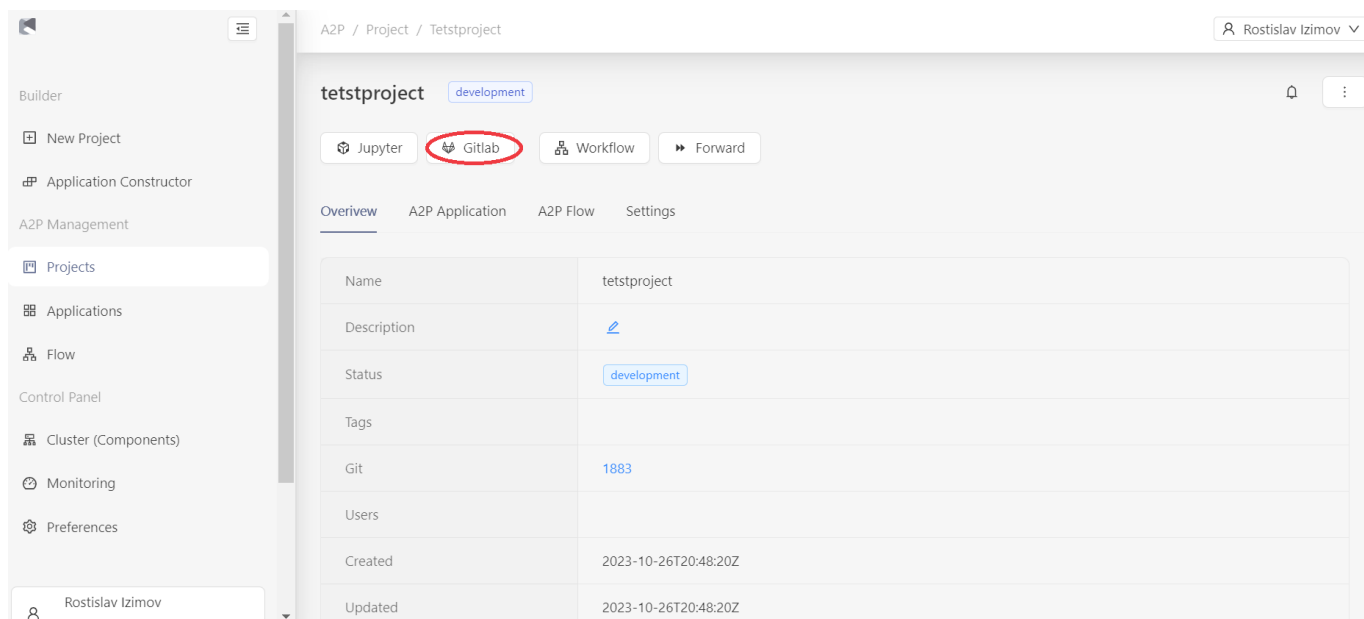 A2P / Project / Tetstproject
Rostislav Izimov
Builder
New Project
Application Constructor
A2P Management
Projects
Applications
Flow
Control Panel
Cluster (Components)
Monitoring
Preferences
Rostislav Izimov
tetstproject development
Jupyter Gitlab Workflow Forward
Overivew A2P Application A2P Flow Settings
Name tetstproject
Description
Status development
Tags
Git 1883
Users
Created 2023-10-26T20:48:20Z
Updated 2023-10-26T20:48:20Z